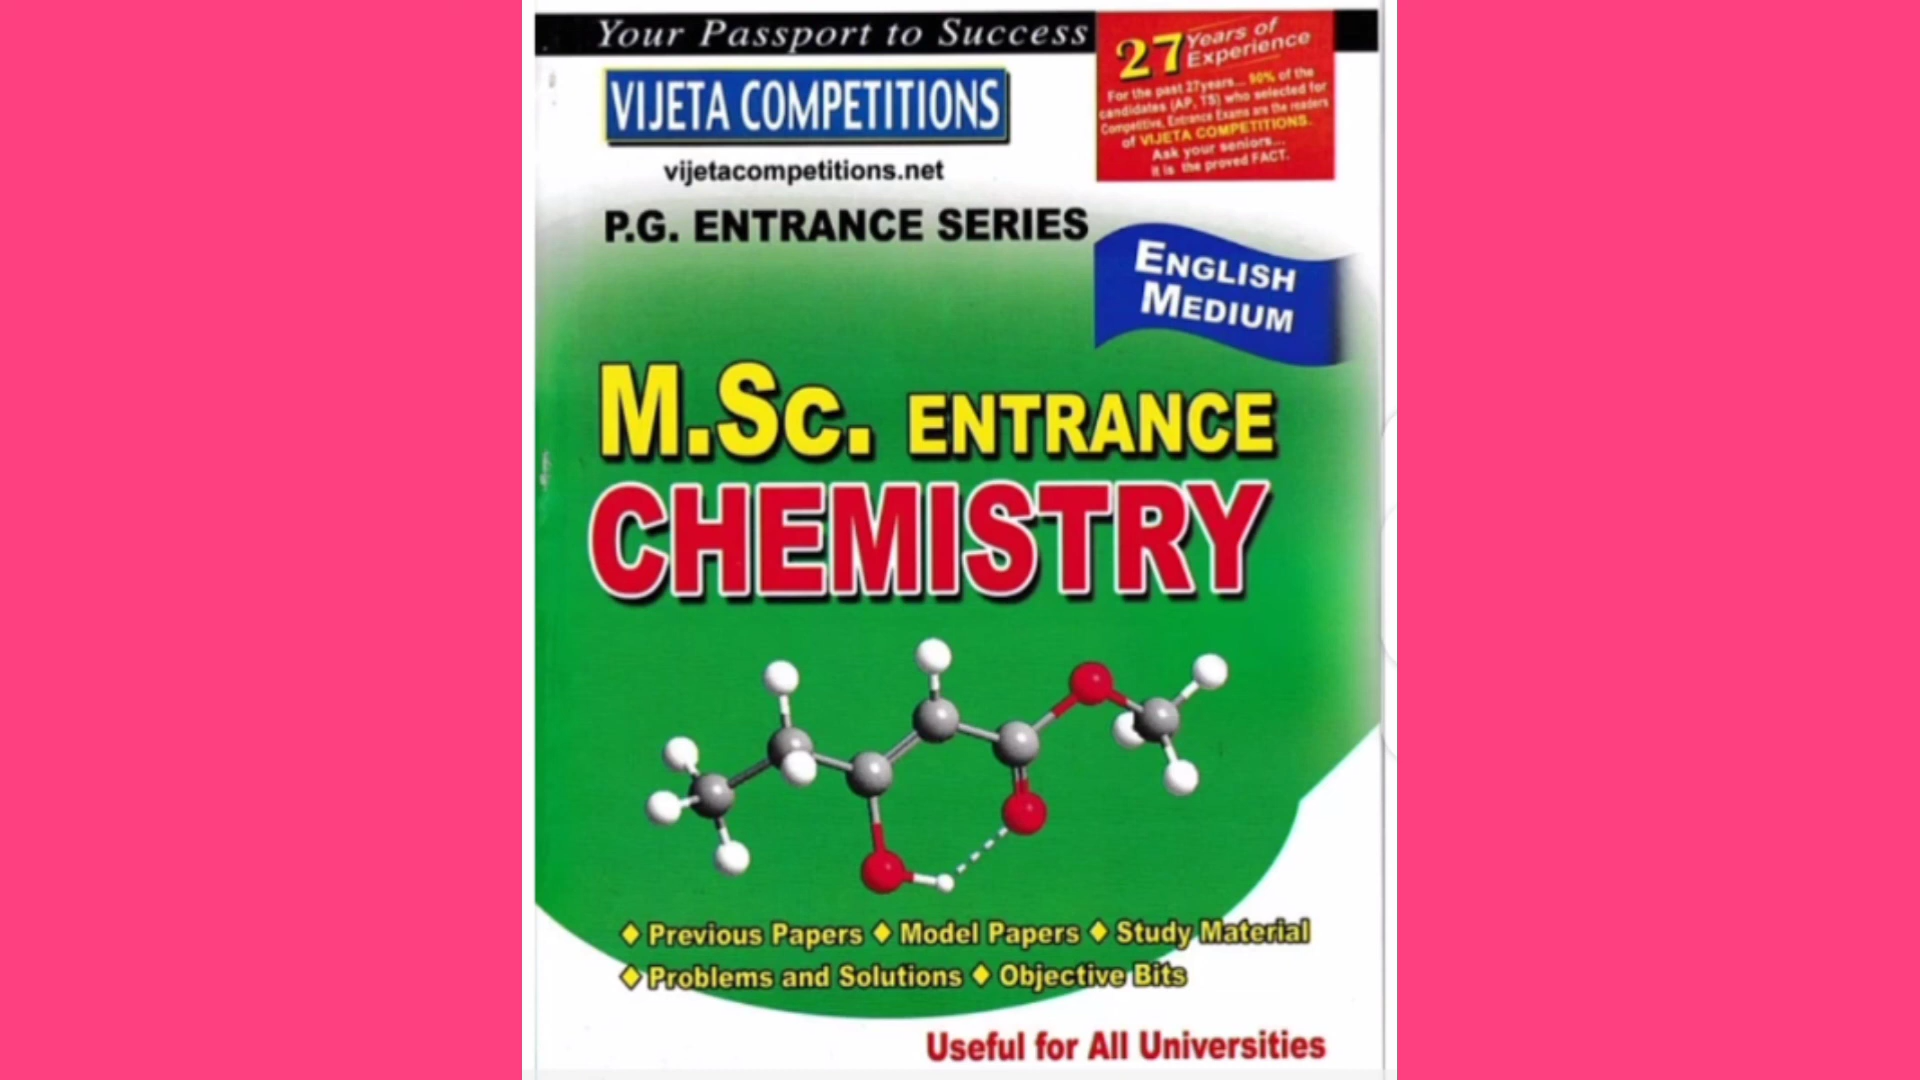 Your Passport to Success
27 Years of
Experience
For the past 27years... 90% of the
candidates (AP, TS) who selected for
Competitive, Entrance Exams are the readers
of VIJETA COMPETITIONS.
Ask your seniors...
it is the proved FACT.
VIJETA COMPETITIONS
vijetacompetitions.net
P.G. ENTRANCE SERIES
ENGLISH
MEDIUM
M.Sc. ENTRANCE
CHEMISTRY
◆ Previous Papers ◆ Model Papers ◆ Study Material
◆ Problems and Solutions ◆ Objective Bits
Useful for All Universities